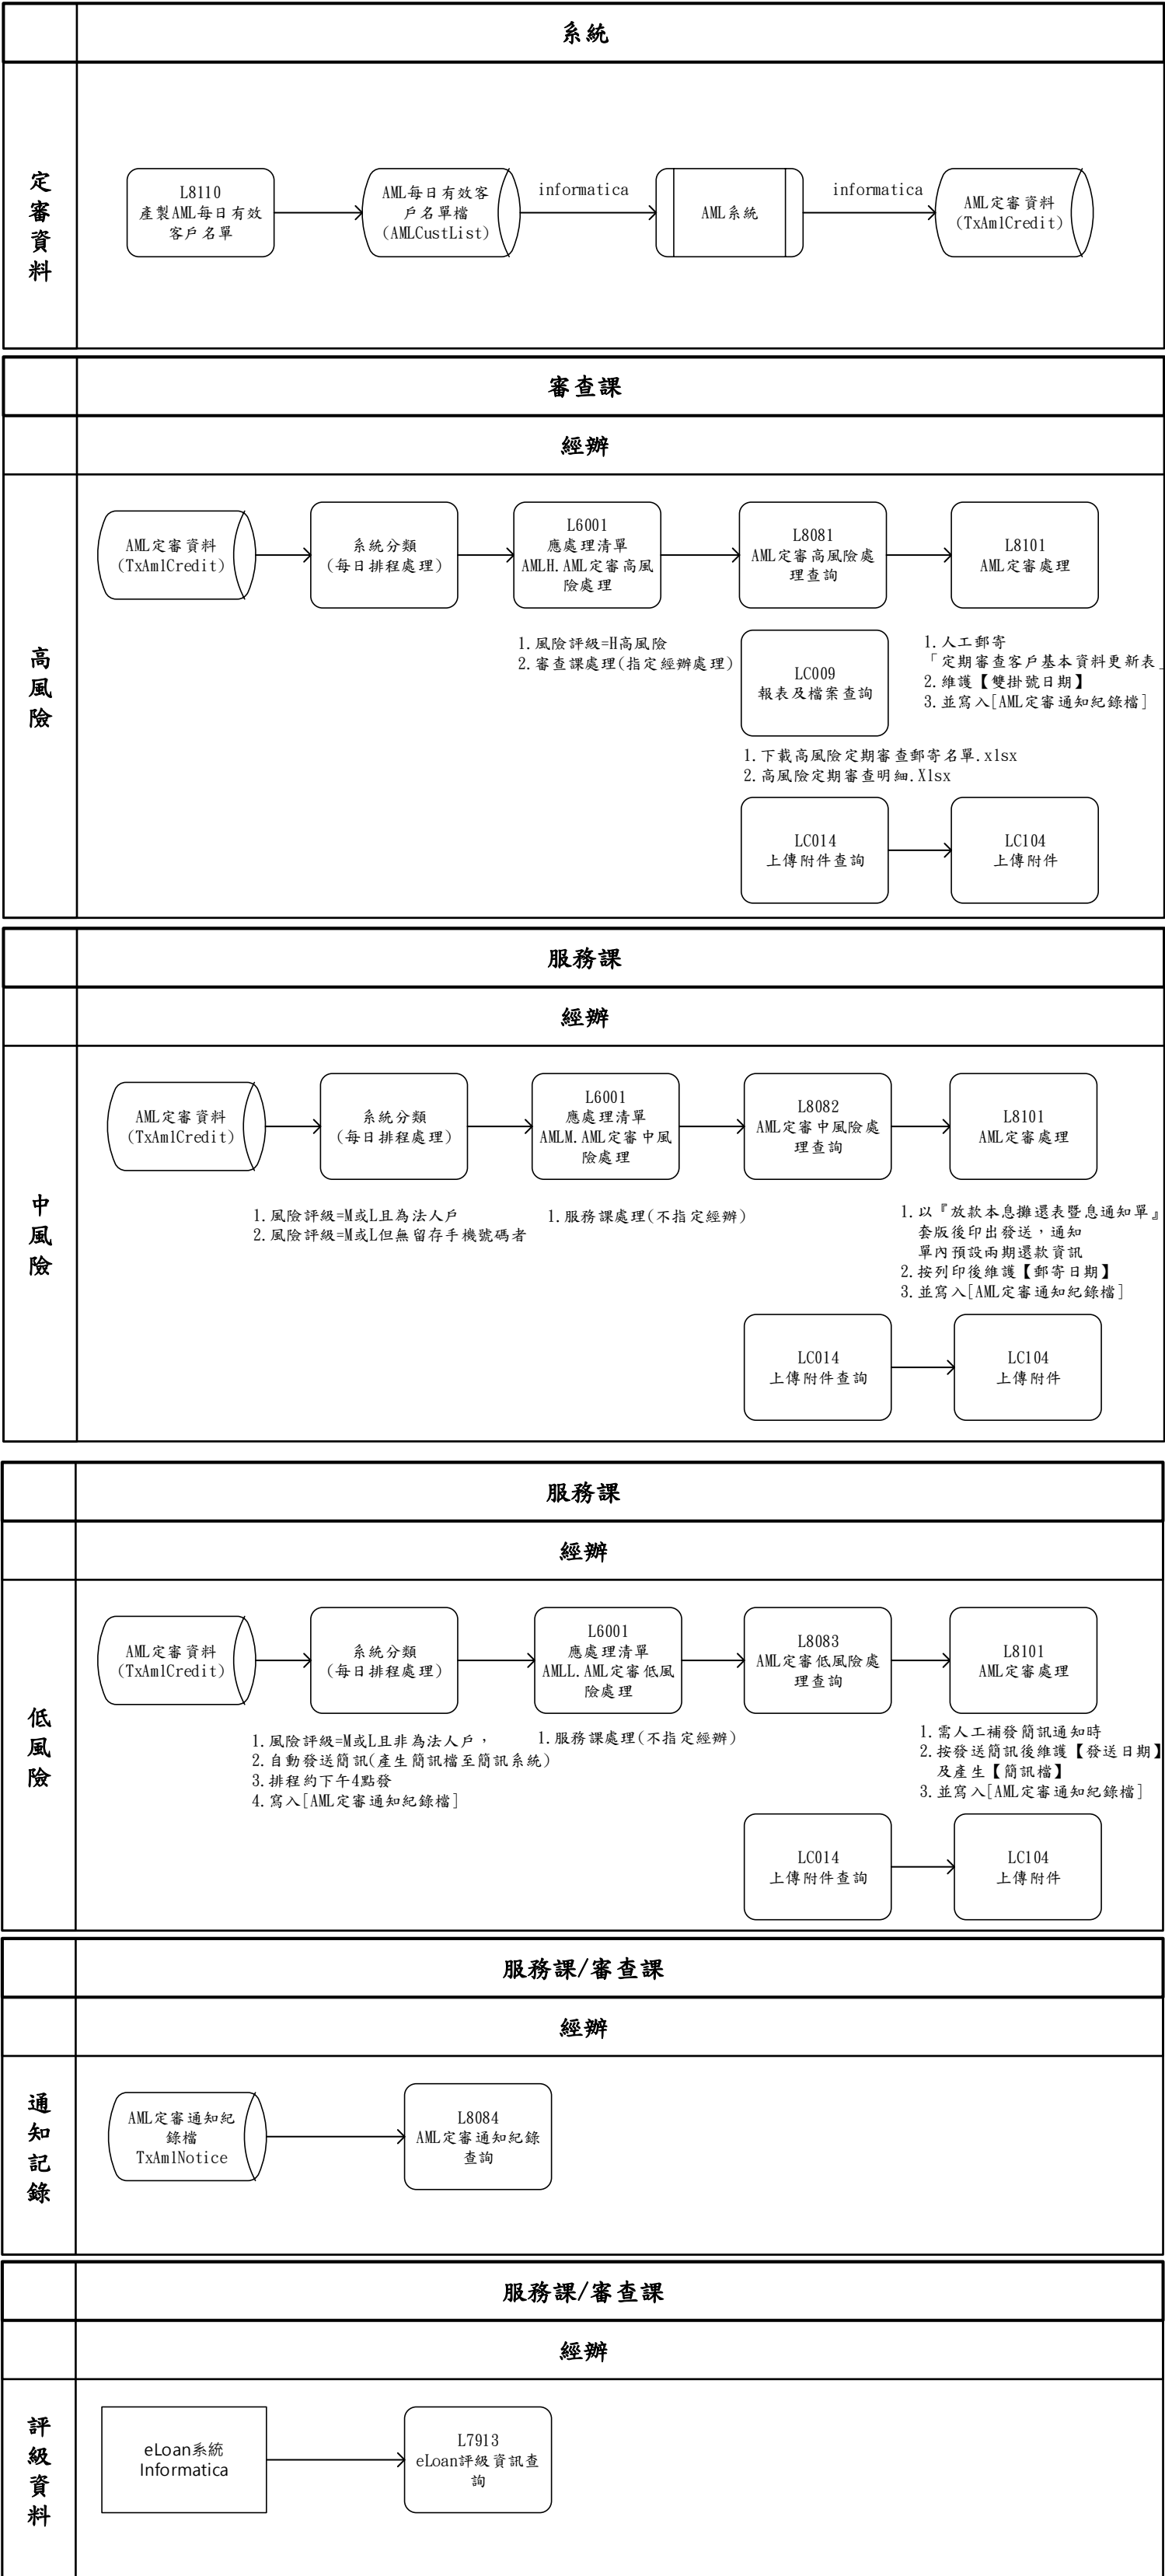 系統
定審資料
L8110
產製AML每日有效
客戶名單
AML每日有效客
戶名單檔
(AMLCustList)
informatica
AML系統
informatica
AML定審資料
(TxAmlCredit)
審查課
經辦
高風險
AML定審資料
(TxAmlCredit)
系統分類
(每日排程處理)
L6001
應處理清單
AMLH.AML定審高風
險處理
L8081
AML定審高風險處
理查詢
L8101
AML定審處理
1.風險評級=H高風險
2.審查課處理(指定經辦處理)
LC009
報表及檔案查詢
1.人工郵寄
「定期審查客戶基本資料更新表」
2.維護【雙掛號日期】
3.並寫入[AML定審通知紀錄檔]
1.下載高風險定期審查郵寄名單.xlsx
2.高風險定期審查明細.Xlsx
LC014
上傳附件查詢
LC104
上傳附件
服務課
經辦
中風險
AML定審資料
(TxAmlCredit)
系統分類
(每日排程處理)
L6001
應處理清單
AMLM.AML定審中風
險處理
L8082
AML定審中風險處
理查詢
L8101
AML定審處理
1.風險評級=M或L且為法人戶
2.風險評級=M或L但無留存手機號碼者
1.服務課處理(不指定經辦)
1.以『放款本息攤還表暨息通知單』
套版後印出發送，通知
單內預設兩期還款資訊
2.按列印後維護【郵寄日期】
3.並寫入[AML定審通知紀錄檔]
LC014
上傳附件查詢
LC104
上傳附件
服務課
經辦
低風險
AML定審資料
(TxAmlCredit)
系統分類
(每日排程處理)
L6001
應處理清單
AMLL.AML定審低風
險處理
L8083
AML定審低風險處
理查詢
L8101
AML定審處理
1.風險評級=M或L且非為法人戶，
2.自動發送簡訊(產生簡訊檔至簡訊系統)
3.排程約下午4點發
4.寫入[AML定審通知紀錄檔]
1.服務課處理(不指定經辦)
1.需人工補發簡訊通知時
2.按發送簡訊後維護【發送日期】
及產生【簡訊檔】
3.並寫入[AML定審通知紀錄檔]
LC014
上傳附件查詢
LC104
上傳附件
服務課/審查課
經辦
通知記錄
AML定審通知紀
錄檔
TxAmlNotice
L8084
AML定審通知紀錄
查詢
服務課/審查課
經辦
評級資料
eLoan系統
Informatica
L7913
eLoan評級資訊查
詢